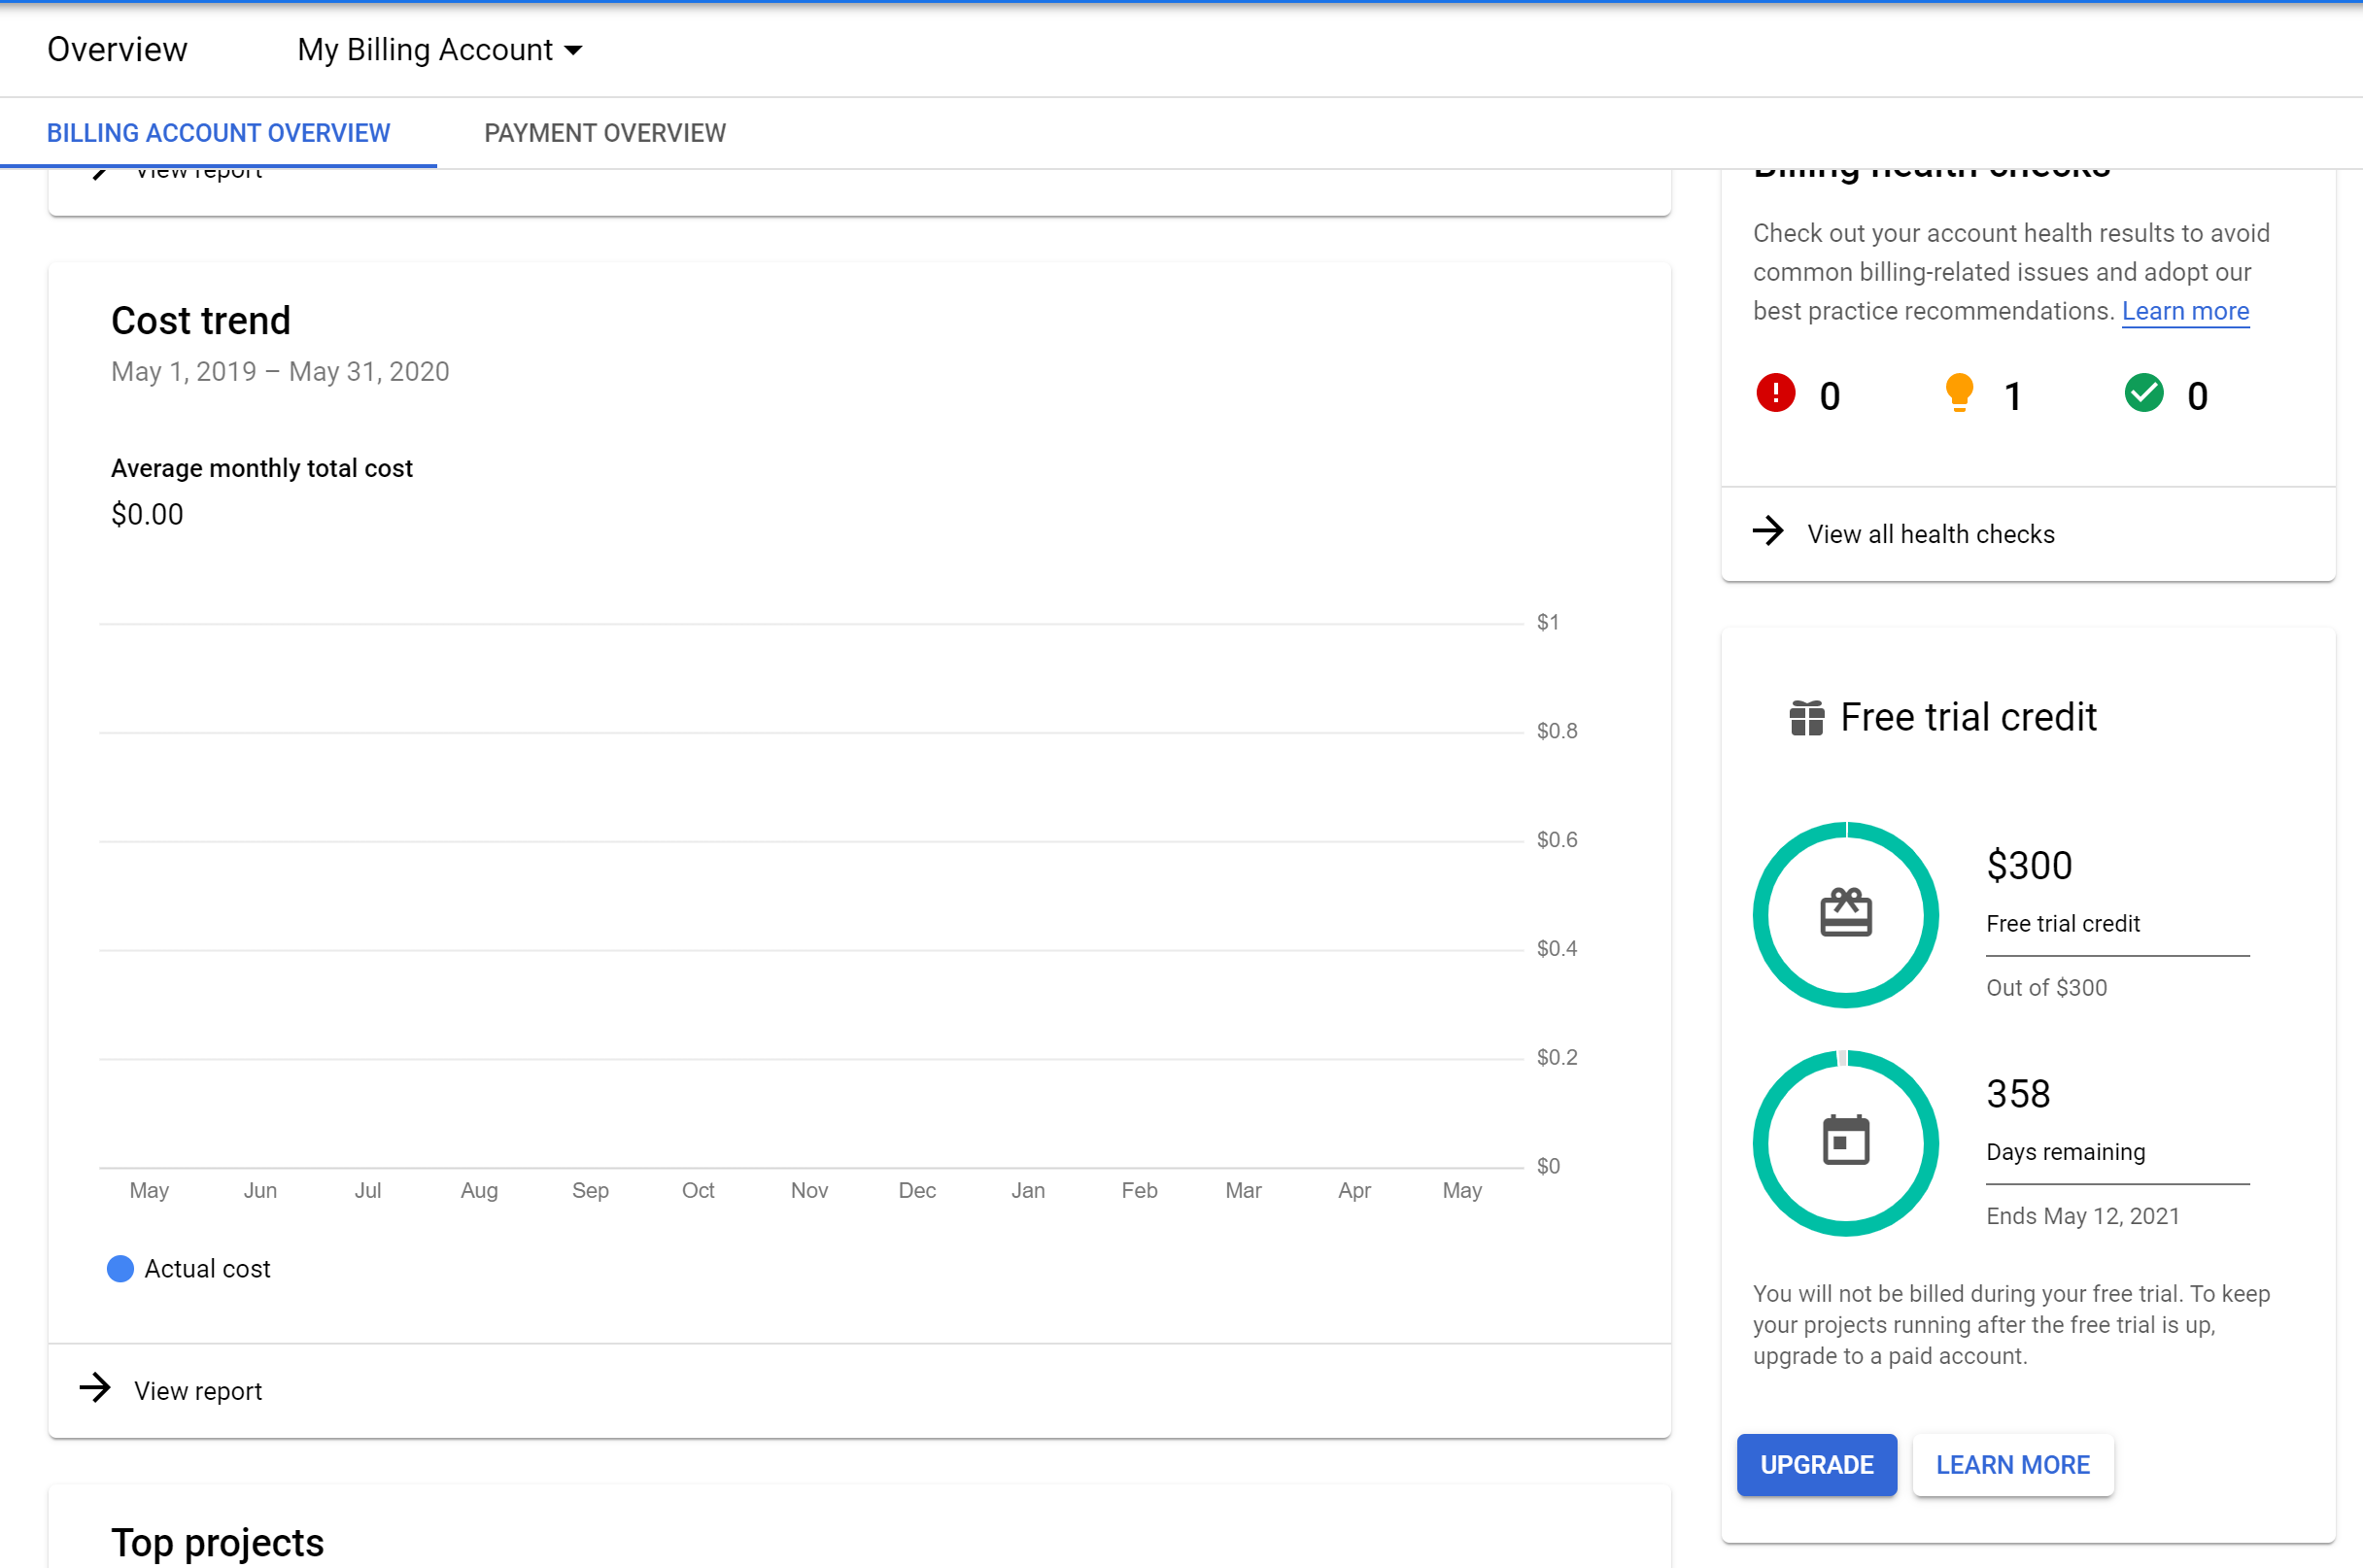 Overview
My Billing Account
BILLING ACCOUNT OVERVIEW
PAYMENT OVERVIEW
View report
Cost trend
May 1, 2019 – May 31, 2020
Average monthly total cost
$0.00
$1
$0.8
$0.6
$0.4
$0.2
$0
May Jun Jul Aug Sep Oct Nov Dec Jan Feb Mar Apr May
Actual cost
View report
Top projects
Billing health checks
Check out your account health results to avoid
common billing-related issues and adopt our
best practice recommendations. Learn more
0 1 0
View all health checks
Free trial credit
$300
Free trial credit
Out of $300
358
Days remaining
Ends May 12, 2021
You will not be billed during your free trial. To keep
your projects running after the free trial is up,
upgrade to a paid account.
UPGRADE
LEARN MORE